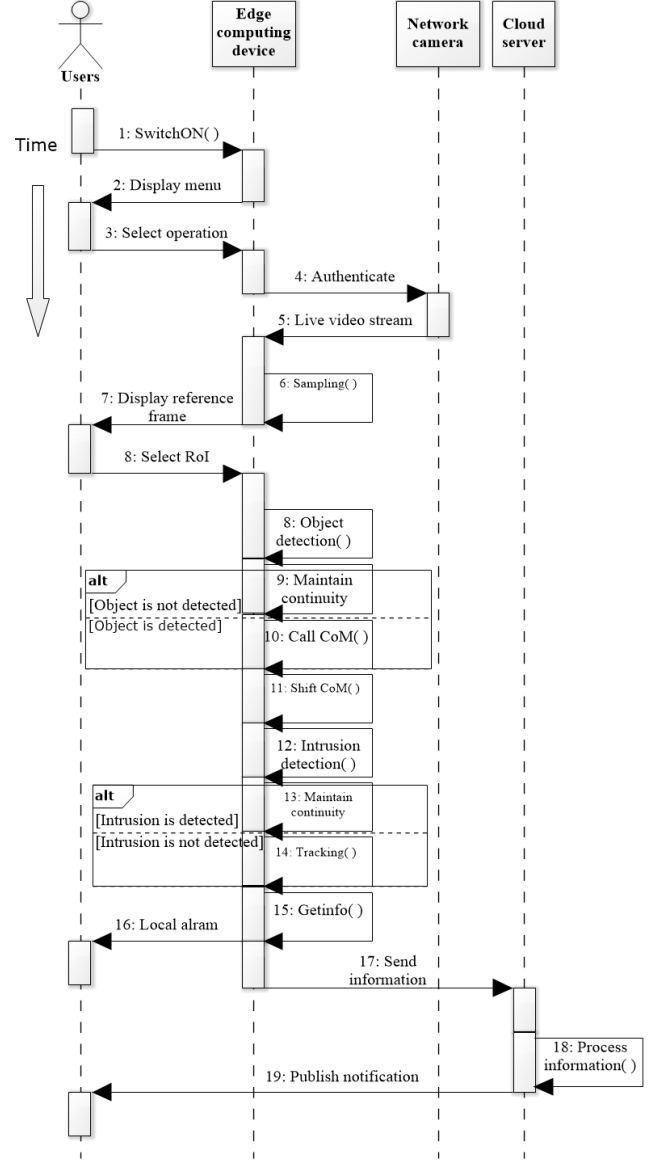 Users
Edge
computing
device
Network
camera
Cloud
server
Time
1: SwitchON( )
2: Display menu
3: Select operation
4: Authenticate
5: Live video stream
6: Sampling( )
7: Display reference
frame
8: Select RoI
8: Object
detection( )
alt
9: Maintain
continuity
[Object is not detected]
[Object is detected]
10: Call CoM( )
11: Shift CoM( )
12: Intrusion
detection( )
alt
13: Maintain
continuity
[Intrusion is detected]
[Intrusion is not detected]
14: Tracking( )
15: Getinfo( )
16: Local alram
17: Send
information
18: Process
information( )
19: Publish notification